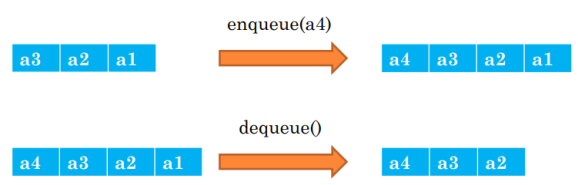 enqueue(a4)
a3 a2 a1
a4 a3 a2 a1
dequeue()
a4 a3 a2 a1
a4 a3 a2